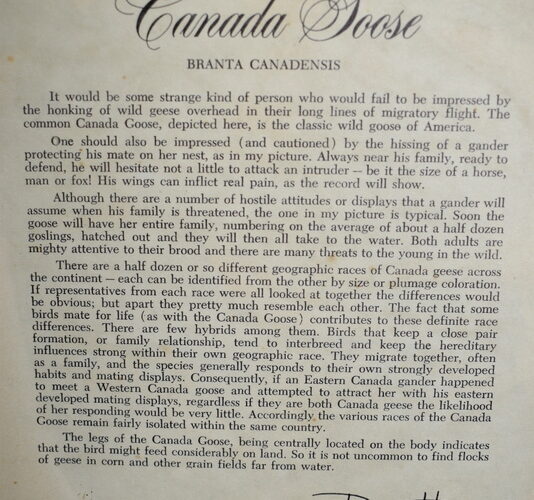 Canada Goose
BRANTA CANADENSIS
It would be some strange kind of person who would fail to be impressed by
the honking of wild geese overhead in their long lines of migratory flight. The
common Canada Goose, depicted here, is the classic wild goose of America.
One should also be impressed (and cautioned) by the hissing of a gander
protecting his mate on her nest, as in my picture. Always near his family, ready to
defend, he will hesitate not a little to attack an intruder – be it the size of a horse,
man or fox! His wings can inflict real pain, as the record will show.
Although there are a number of hostile attitudes or displays that a gander will
assume when his family is threatened, the one in my picture is typical. Soon the
goose will have her entire family, numbering on the average of about a half dozen
goslings, hatched out and they will then all take to the water. Both adults are
mighty attentive to their brood and there are many threats to the young in the wild.
There are a half dozen or so different geographic races of Canada geese across
the continent – each can be identified from the other by size or plumage coloration.
If representatives from each race were all looked at together the differences would
be obvious; but apart they pretty much resemble each other. The fact that some
birds mate for life (as with the Canada Goose) contributes to these definite race
differences. There are few hybrids among them. Birds that keep a close pair
formation, or family relationship, tend to interbreed and keep the hereditary
influences strong within their own geographic race. They migrate together, often
as a family, and the species generally responds to their own strongly developed
habits and mating displays. Consequently, if an Eastern Canada gander happened
to meet a Western Canada goose and attempted to attract her with his eastern
developed mating displays, regardless if they are both Canada geese the likelihood
of her responding would be very little. Accordingly the various races of the Canada
Goose remain fairly isolated within the same country.
The legs of the Canada Goose, being centrally located on the body indicates
that the bird might feed considerably on land. So it is not uncommon to find flocks
of geese in corn and other grain fields far from water.